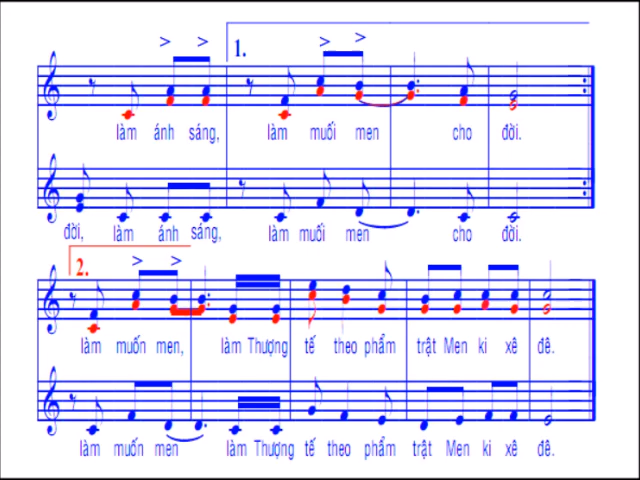 1.
làm ánh sáng, làm muối men cho đời.
đời, làm ánh sáng, làm muối men cho đời.
2.
làm muốn men, làm Thượng tế theo phẩm trật Men ki xê đê.
làm muốn men làm Thượng tế theo phẩm trật Men ki xê đê.